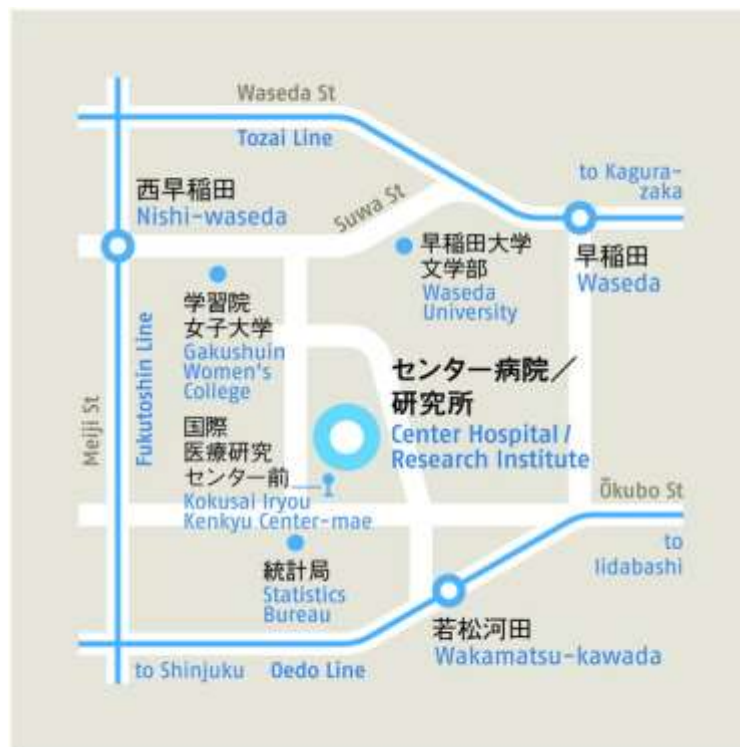 Waseda St
Tozai Line
to Kagura-
zaka
西早稲田
Nishi-waseda
Suwa St
早稲田大学
文学部
Waseda
University
早稲田
Waseda
学習院
女子大学
Gakushuin
Women's
College
Meiji St
Fukutoshin Line
センター病院／
研究所
Center Hospital /
Research Institute
国際
医療研究
センター前
Kokusai Iryou
Kenkyu Center-mae
Ōkubo St
to
Iidabashi
統計局
Statistics
Bureau
若松河田
Wakamatsu-kawada
to Shinjuku
Oedo Line